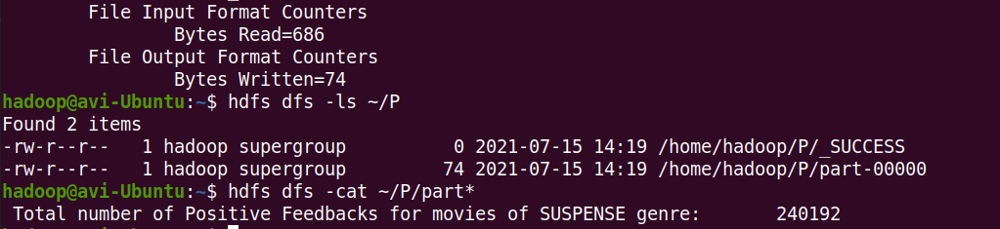 File Input Format Counters
Bytes Read=686
File Output Format Counters
Bytes Written=74
hadoop@avi-Ubuntu:~$ hdfs dfs -ls ~/P
Found 2 items
-rw-r--r--   1 hadoop supergroup          0 2021-07-15 14:19 /home/hadoop/P/_SUCCESS
-rw-r--r--   1 hadoop supergroup         74 2021-07-15 14:19 /home/hadoop/P/part-00000
hadoop@avi-Ubuntu:~$ hdfs dfs -cat ~/P/part*
Total number of Positive Feedbacks for movies of SUSPENSE genre:       240192